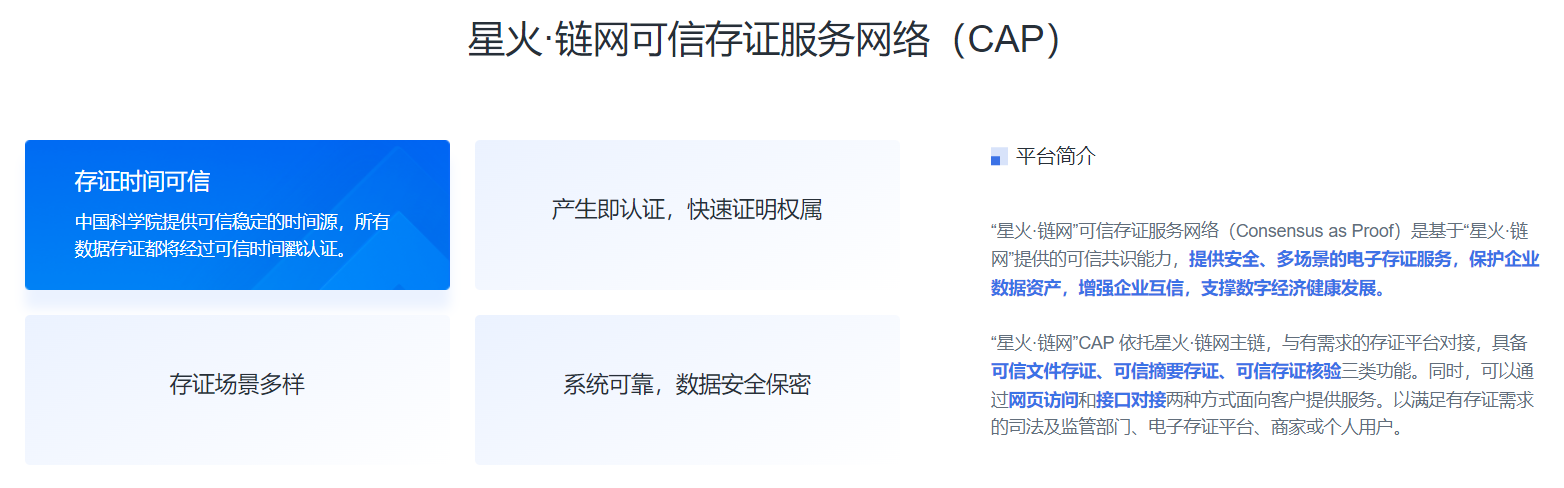 星火·链网可信存证服务网络（CAP）
存证时间可信
中国科学院提供可信稳定的时间源，所有
数据存证都将经过可信时间戳认证。
产生即认证，快速证明权属
存证场景多样
系统可靠，数据安全保密
平台简介
“星火·链网”可信存证服务网络（Consensus as Proof）是基于“星火·链
网”提供的可信共识能力，提供安全、多场景的电子存证服务，保护企业
数据资产，增强企业互信，支撑数字经济健康发展。
“星火·链网”CAP 依托星火·链网主链，与有需求的存证平台对接，具备
可信文件存证、可信摘要存证、可信存证核验三类功能。同时，可以通
过网页访问和接口对接两种方式面向客户提供服务。以满足有存证需求
的司法及监管部门、电子存证平台、商家或个人用户。